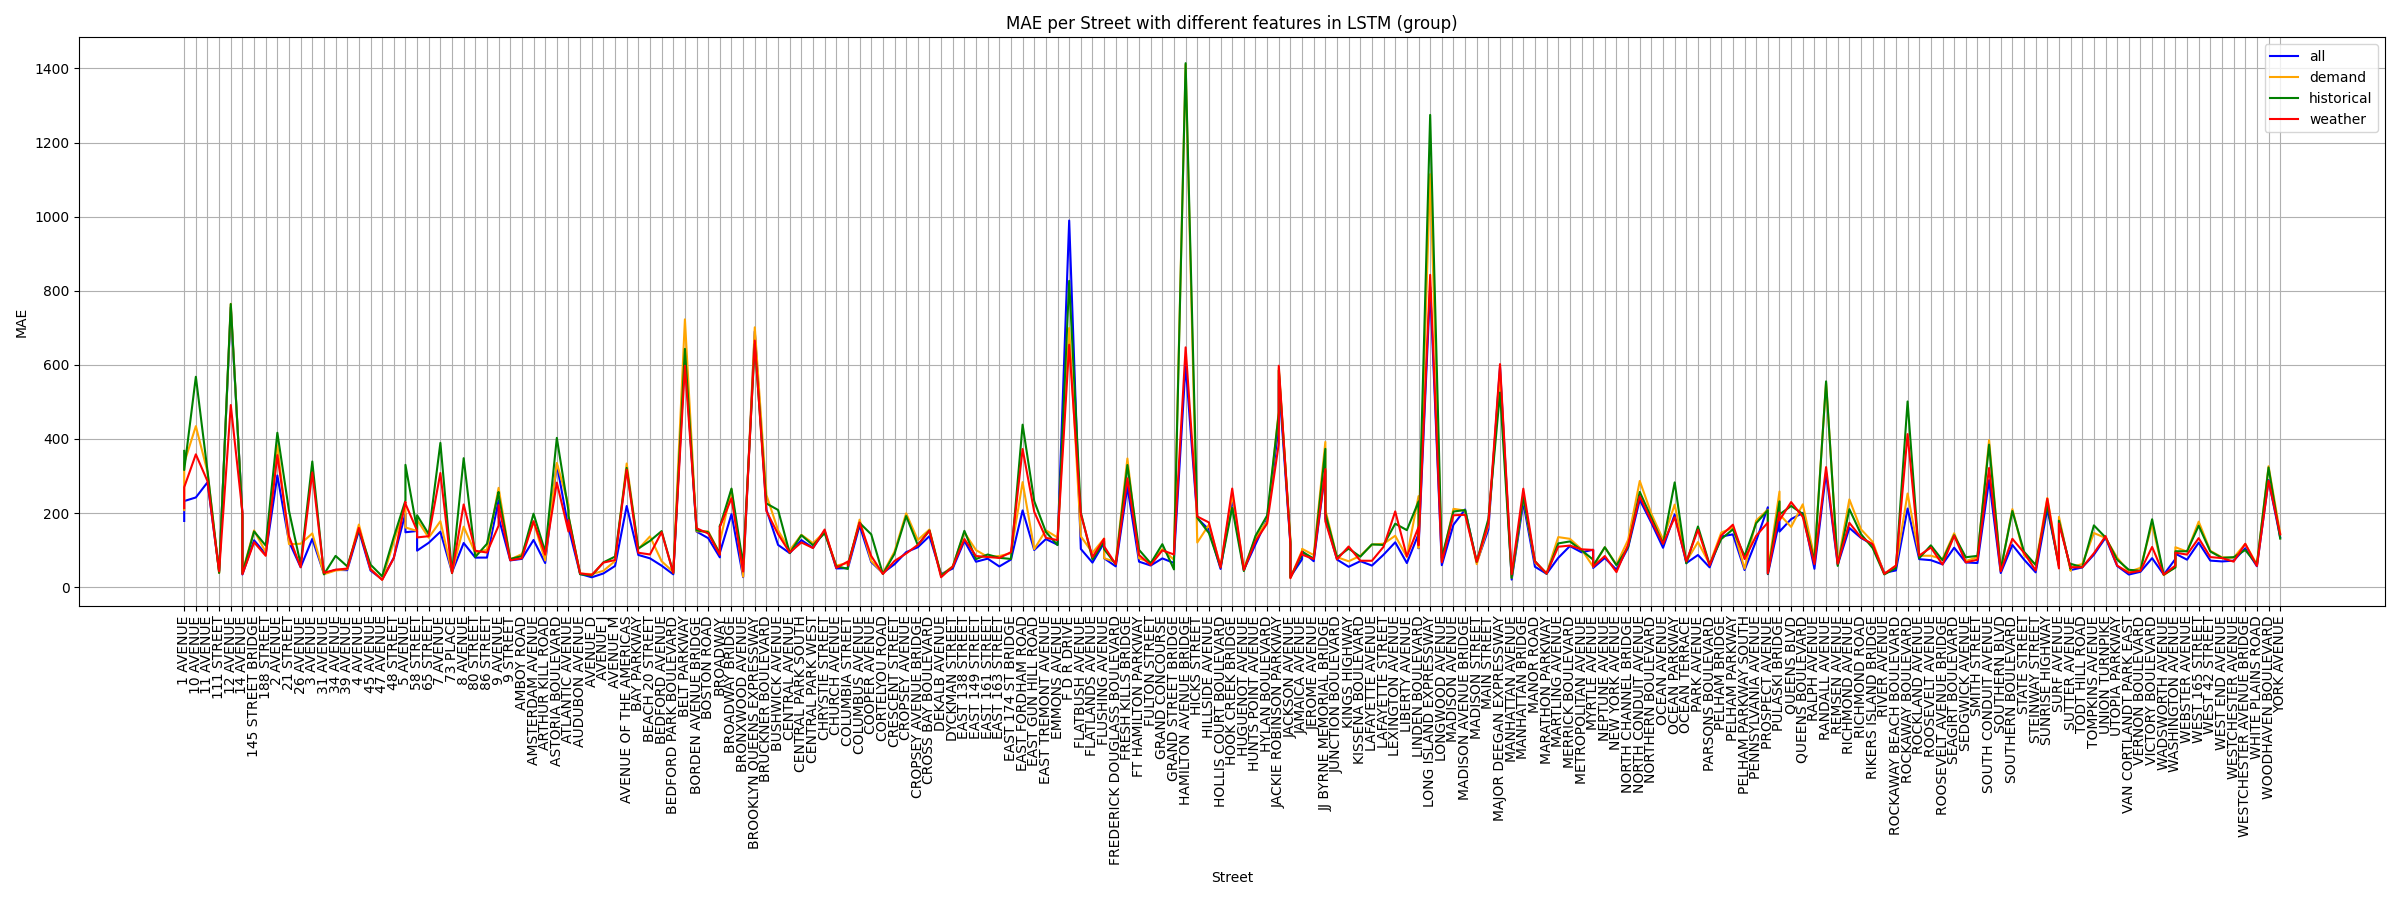 MAE per Street with different features in LSTM (group)
all
demand
historical
weather
MAE
1400
1200
1000
800
600
400
200
0
1 AVENUE
10 AVENUE
11 AVENUE
111 STREET
12 AVENUE
14 AVENUE
145 STREET BRIDGE
188 STREET
2 AVENUE
21 STREET
26 AVENUE
3 AVENUE
31 AVENUE
34 AVENUE
39 AVENUE
4 AVENUE
45 AVENUE
47 AVENUE
48 STREET
5 AVENUE
58 STREET
65 STREET
7 AVENUE
73 PLACE
8 AVENUE
80 STREET
86 STREET
9 AVENUE
9 STREET
AMBOY ROAD
AMSTERDAM AVENUE
ARTHUR KILL ROAD
ASTORIA BOULEVARD
ATLANTIC AVENUE
AUDUBON AVENUE
AVENUE D
AVENUE J
AVENUE M
AVENUE OF THE AMERICAS
BAY PARKWAY
BEACH 20 STREET
BEDFORD AVENUE
BEDFORD PARK BOULEVARD
BELT PARKWAY
BORDEN AVENUE BRIDGE
BOSTON ROAD
BROADWAY
BROADWAY BRIDGE
BRONXWOOD AVENUE
BROOKLYN QUEENS EXPRESSWAY
BRUCKNER BOULEVARD
BUSHWICK AVENUE
CENTRAL AVENUE
CENTRAL PARK SOUTH
CENTRAL PARK WEST
CHRYSTIE STREET
CHURCH AVENUE
COLUMBIA STREET
COLUMBUS AVENUE
COOPER AVENUE
CORTELYOU ROAD
CRESCENT STREET
CROPSEY AVENUE
CROPSEY AVENUE BRIDGE
CROSS BAY BOULEVARD
DEKALB AVENUE
DYCKMAN STREET
EAST 138 STREET
EAST 149 STREET
EAST 161 STREET
EAST 163 STREET
EAST 174 ST BRIDGE
EAST FORDHAM ROAD
EAST GUN HILL ROAD
EAST TREMONT AVENUE
EMMONS AVENUE
F D R DRIVE
FLATBUSH AVENUE
FLATLANDS AVENUE
FLUSHING AVENUE
FREDERICK DOUGLASS BOULEVARD
FRESH KILLS BRIDGE
FT HAMILTON PARKWAY
FULTON STREET
GRAND CONCOURSE
GRAND STREET BRIDGE
HAMILTON AVENUE BRIDGE
HICKS STREET
HILLSIDE AVENUE
HOLLIS COURT BOULEVARD
HOOK CREEK BRIDGE
HUGUENOT AVENUE
HUNTS POINT AVENUE
HYLAN BOULEVARD
JACKIE ROBINSON PARKWAY
JACKSON AVENUE
JAMAICA AVENUE
JEROME AVENUE
JJ BYRNE MEMORIAL BRIDGE
JUNCTION BOULEVARD
KINGS HIGHWAY
KISSENA BOULEVARD
LAFAYETTE AVENUE
LAFAYETTE STREET
LEXINGTON AVENUE
LIBERTY AVENUE
LINDEN BOULEVARD
LONG ISLAND EXPRESSWAY
LONGWOOD AVENUE
MADISON AVENUE
MADISON AVENUE BRIDGE
MADISON STREET
MAIN STREET
MAJOR DEEGAN EXPRESSWAY
MANHATTAN AVENUE
MANHATTAN BRIDGE
MANOR ROAD
MARATHON PARKWAY
MARTLING AVENUE
MERRICK BOULEVARD
METROPOLITAN AVENUE
MYRTLE AVENUE
NEPTUNE AVENUE
NEW YORK AVENUE
NORTH CHANNEL BRIDGE
NORTH CONDUIT AVENUE
NORTHERN BOULEVARD
OCEAN AVENUE
OCEAN PARKWAY
OCEAN TERRACE
PARK AVENUE
PARSONS BOULEVARD
PELHAM BRIDGE
PELHAM PARKWAY
PELHAM PARKWAY SOUTH
PENNSYLVANIA AVENUE
PROSPECT AVENUE
PULASKI BRIDGE
QUEENS BLVD
QUEENS BOULEVARD
RALPH AVENUE
RANDALL AVENUE
REMSEN AVENUE
RICHMOND AVENUE
RICHMOND ROAD
RIKERS ISLAND BRIDGE
RIVER AVENUE
ROCKAWAY BEACH BOULEVARD
ROCKAWAY BOULEVARD
ROCKLAND AVENUE
ROOSEVELT AVENUE
ROOSEVELT AVENUE BRIDGE
SEAGIRT BOULEVARD
SEDGWICK AVENUE
SMITH STREET
SOUTH CONDUIT AVENUE
SOUTHERN BLVD
SOUTHERN BOULEVARD
STATE STREET
STEINWAY STREET
SUNRISE HIGHWAY
SURF AVENUE
SUTTER AVENUE
TODT HILL ROAD
TOMPKINS AVENUE
UNION TURNPIKE
UTOPIA PARKWAY
VAN CORTLANDT PARK EAST
VERNON BOULEVARD
VICTORY BOULEVARD
WADSWORTH AVENUE
WASHINGTON AVENUE
WEBSTER AVENUE
WEST 165 STREET
WEST 42 STREET
WEST END AVENUE
WESTCHESTER AVENUE
WESTCHESTER AVENUE BRIDGE
WHITE PLAINS ROAD
WOODHAVEN BOULEVARD
YORK AVENUE
Street